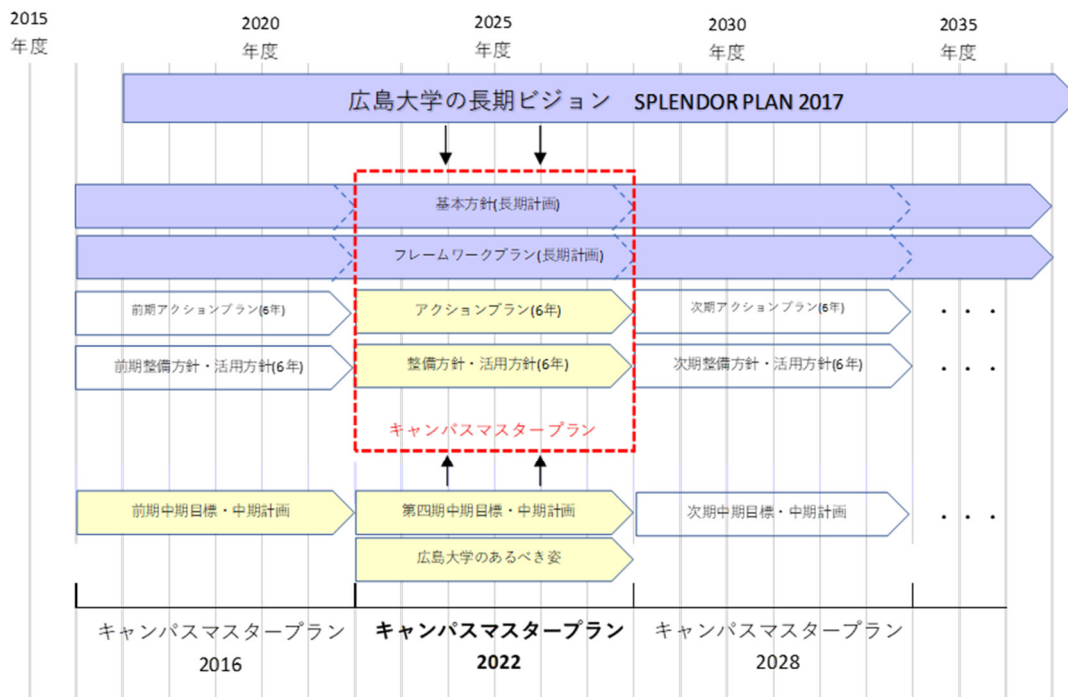 2015
年度
2020
年度
2025
年度
2030
年度
2035
年度
広島大学の長期ビジョン SPLENDOR PLAN 2017
基本方針(長期計画)
フレームワークプラン(長期計画)
前期アクションプラン(6年)
アクションプラン(6年)
次期アクションプラン(6年)
・・・
前期整備方針・活用方針(6年)
整備方針・活用方針(6年)
次期整備方針・活用方針(6年)
・・・
キャンパスマスタープラン
前期中期目標・中期計画
第四期中期目標・中期計画
次期中期目標・中期計画
・・・
広島大学のあるべき姿
キャンパスマスタープラン
2016
キャンパスマスタープラン
2022
キャンパスマスタープラン
2028